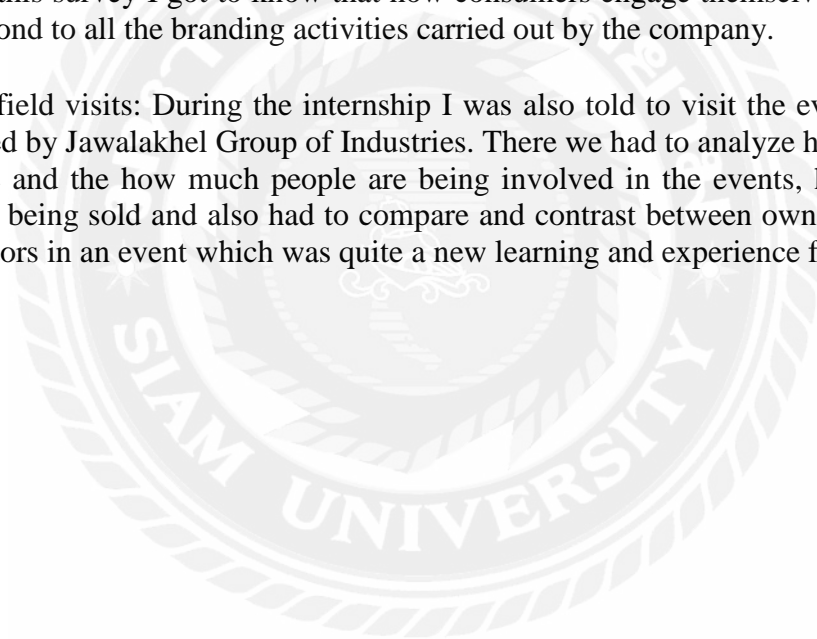 this survey I got to know that how consumers engage themselv
ond to all the branding activities carried out by the company.
field visits: During the internship I was also told to visit the ev
ed by Jawalakhel Group of Industries. There we had to analyze h
and the how much people are being involved in the events, l
being sold and also had to compare and contrast between own
ors in an event which was quite a new learning and experience f
SIAM UNIVERSITY